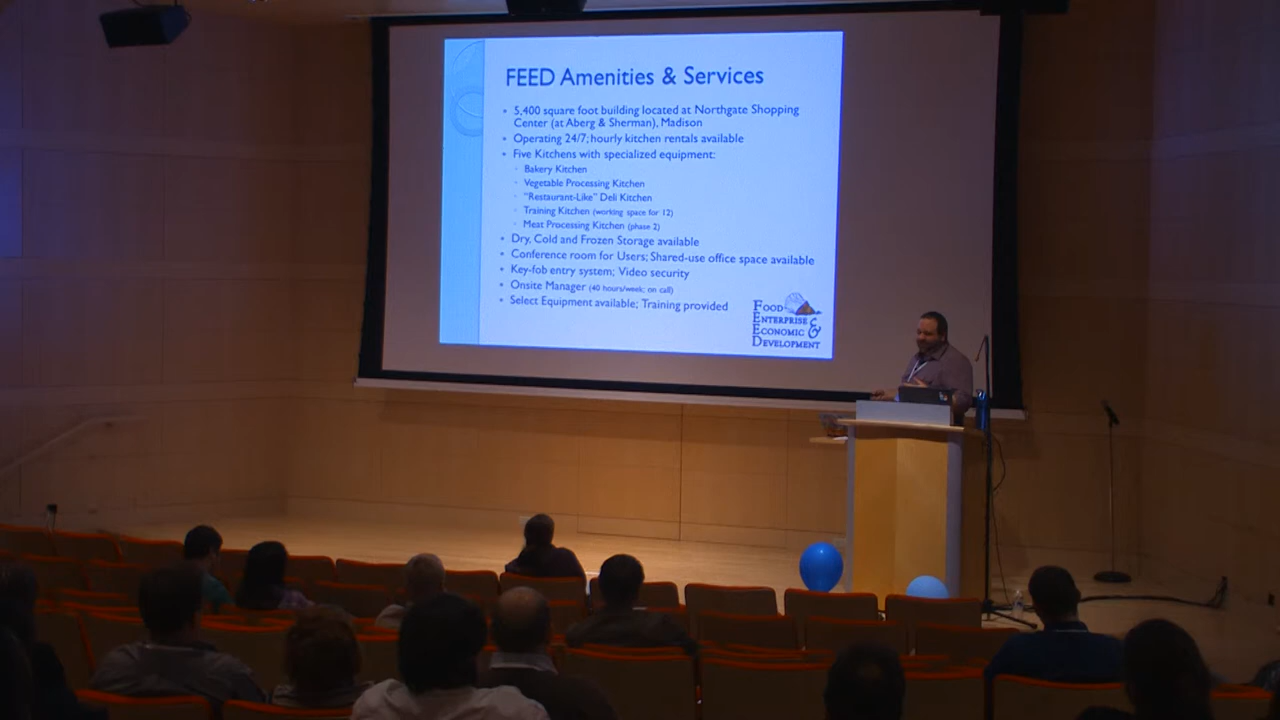 FEED Amenities & Services
5,400 square foot building located at Northgate Shopping
Center (at Aberg & Sherman), Madison
Operating 24/7; hourly kitchen rentals available
Five Kitchens with specialized equipment:
Bakery Kitchen
Vegetable Processing Kitchen
"Restaurant-Like" Deli Kitchen
Training Kitchen (working space for 12)
Meat Processing Kitchen (phase 2)
Dry, Cold and Frozen Storage available
Conference room for Users; Shared-use office space available
Key-fob entry system; Video security
Onsite Manager (40 hours/week; on call)
Select Equipment available; Training provided
FOOD
ENTERPRISE &
ECONOMIC
DEVELOPMENT